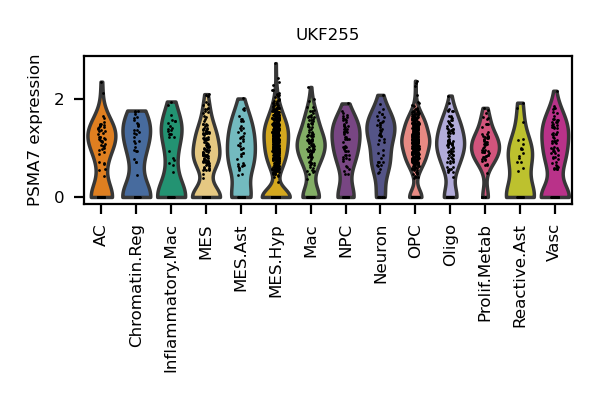 UKF255
PSMA7 expression
2
0
AC
Chromatin.Reg
Inflammatory.Mac
MES
MES.Ast
MES.Hyp
Mac
NPC
Neuron
OPC
Oligo
Prolif.Metab
Reactive.Ast
Vasc